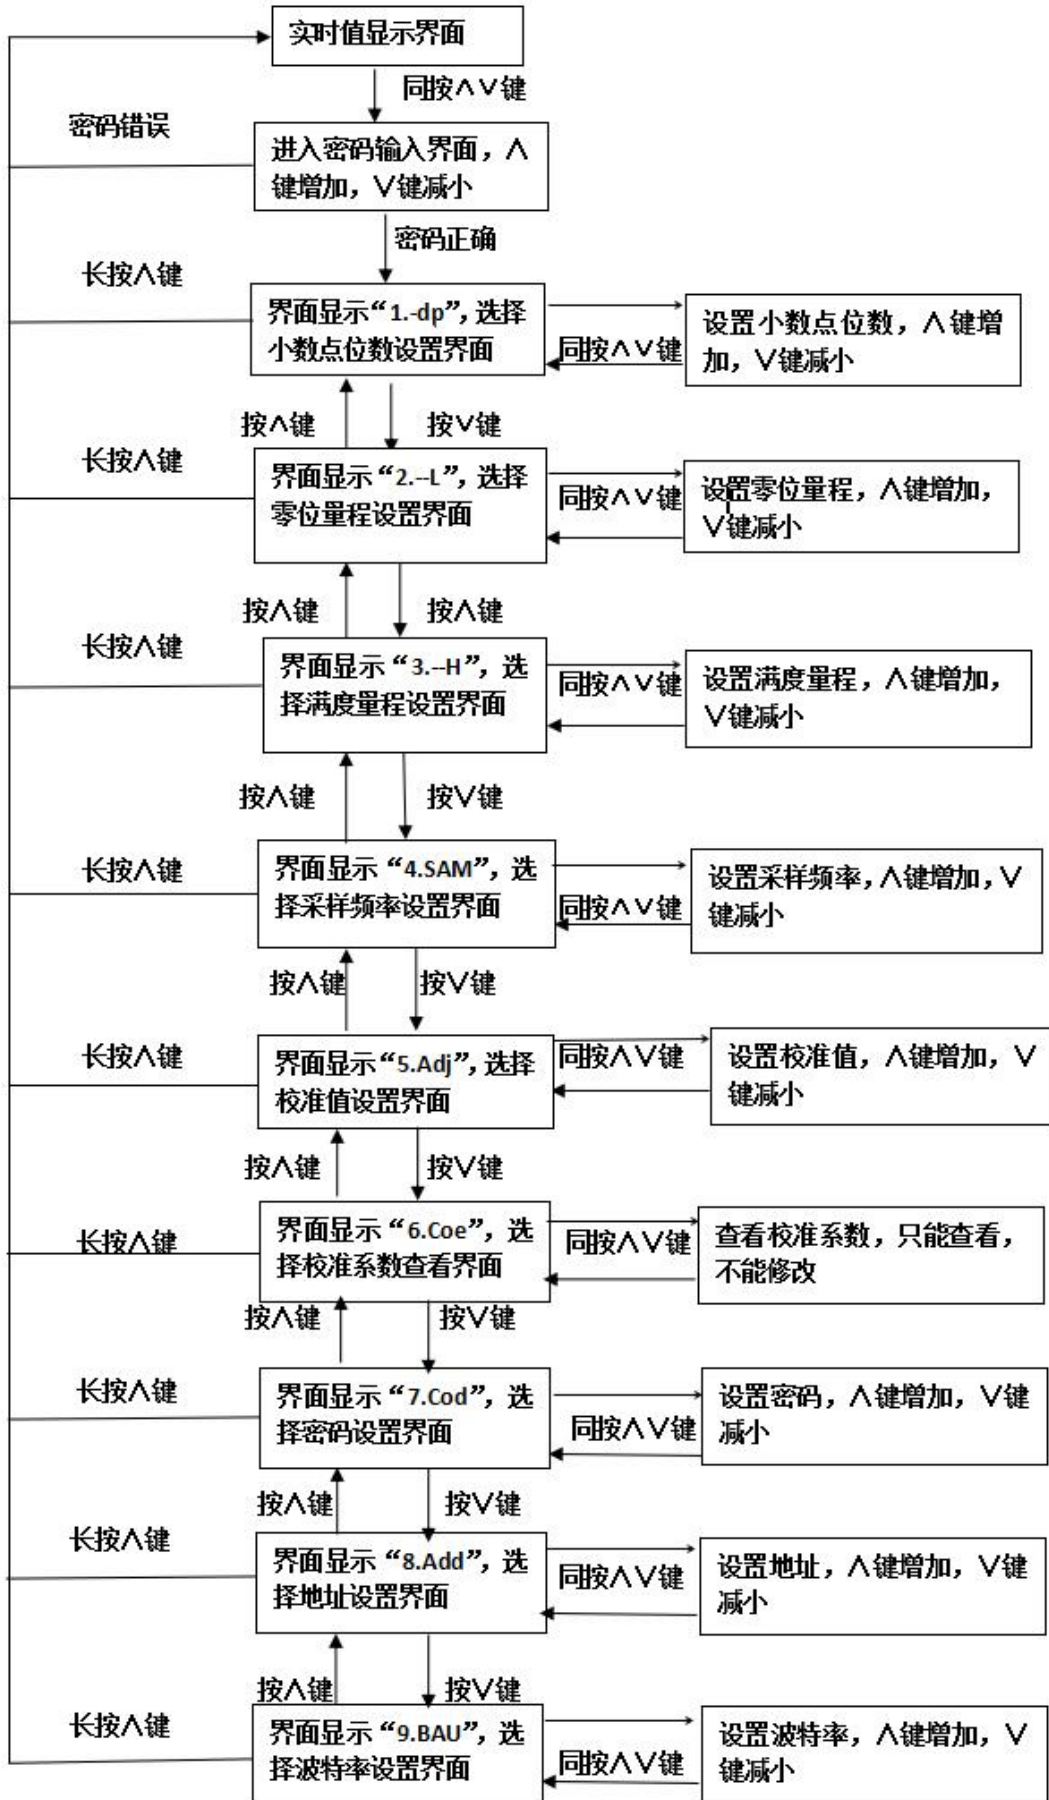 实时值显示界面
同按∧∨键
密码错误
进入密码输入界面，∧
键增加，∨键减小
密码正确
长按∧键
界面显示“1.-dp”，选择
小数点位数设置界面
同按∧∨键
设置小数点位数，∧键增
加，∨键减小
按∧键
按∨键
长按∧键
界面显示“2.--L”，选择
零位量程设置界面
同按∧∨键
设置零位量程，∧键增加，
∨键减小
按∧键
按∧键
长按∧键
界面显示“3.--H”，选
择满度量程设置界面
同按∧∨键
设置满度量程，∧键增加，
∨键减小
按∧键
按∨键
长按∧键
界面显示“4.SAM”，选
择采样频率设置界面
同按∧∨键
设置采样频率，∧键增加，∨
键减小
按∧键
按∨键
长按∧键
界面显示“5.Adj”，选择
校准值设置界面
同按∧∨键
设置校准值，∧键增加，∨
键减小
按∧键
按∨键
长按∧键
界面显示“6.Coe”，选
择校准系数查看界面
同按∧∨键
查看校准系数，只能查看，
不能修改
按∧键
按∨键
长按∧键
界面显示“7.Cod”，选
择密码设置界面
同按∧∨键
设置密码，∧键增加，∨键
减小
按∧键
按∨键
长按∧键
界面显示“8.Add”，选
择地址设置界面
同按∧∨键
设置地址，∧键增加，∨键
减小
按∧键
按∨键
长按∧键
界面显示“9.BAU”，选
择波特率设置界面
同按∧∨键
设置波特率，∧键增加，∨
键减小